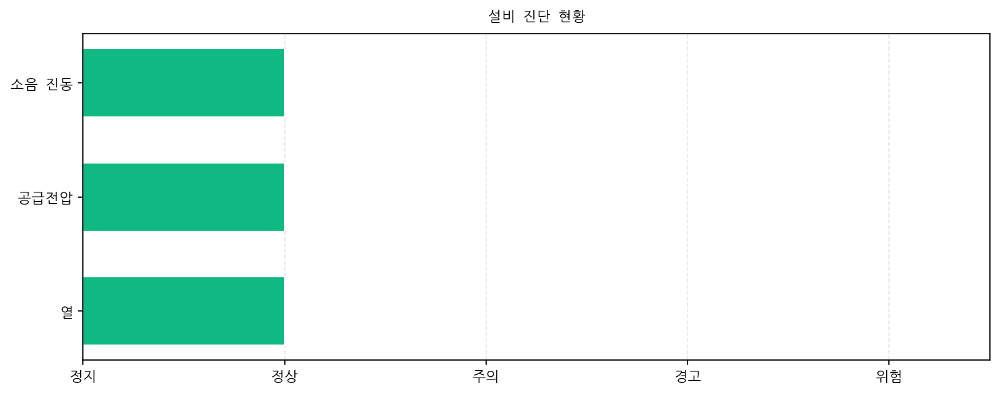 설비 진단 현황
소음 진동
공급전압
열
정지 정상 주의 경고 위험